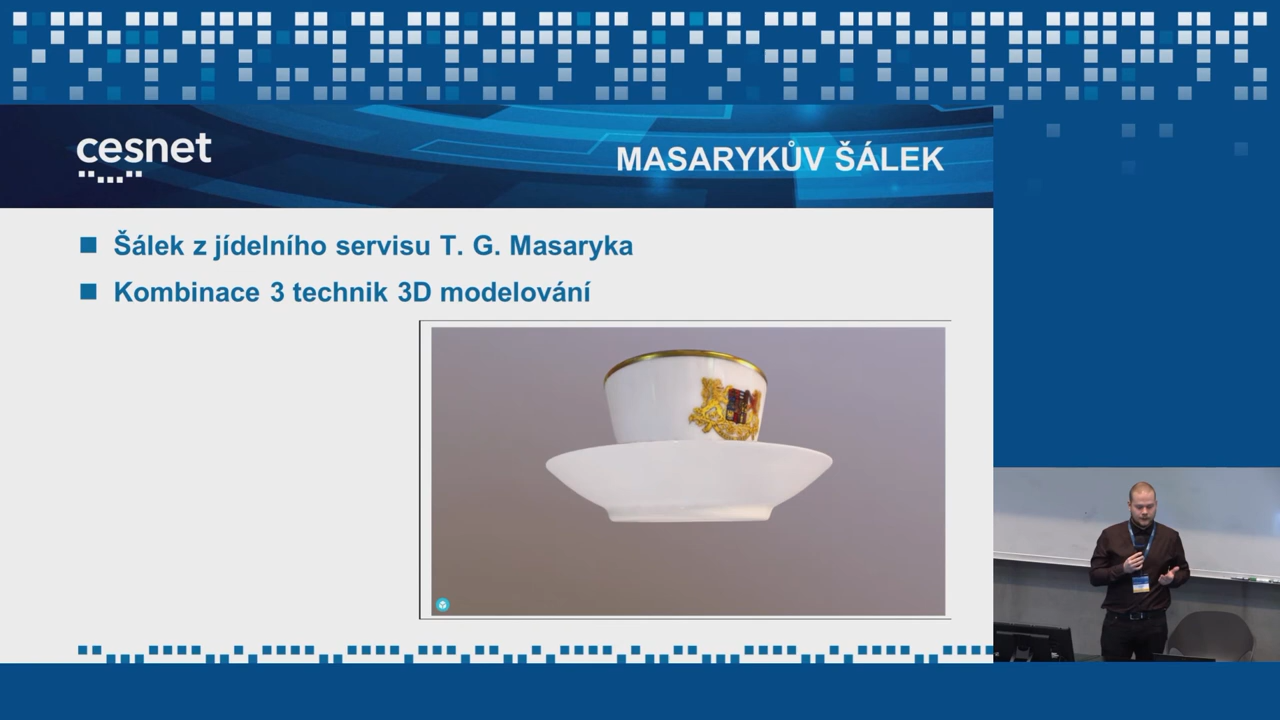 cesnet
MASARYKŮV ŠÁLEK
Šálek z jídelního servisu T. G. Masaryka
Kombinace 3 technik 3D modelování